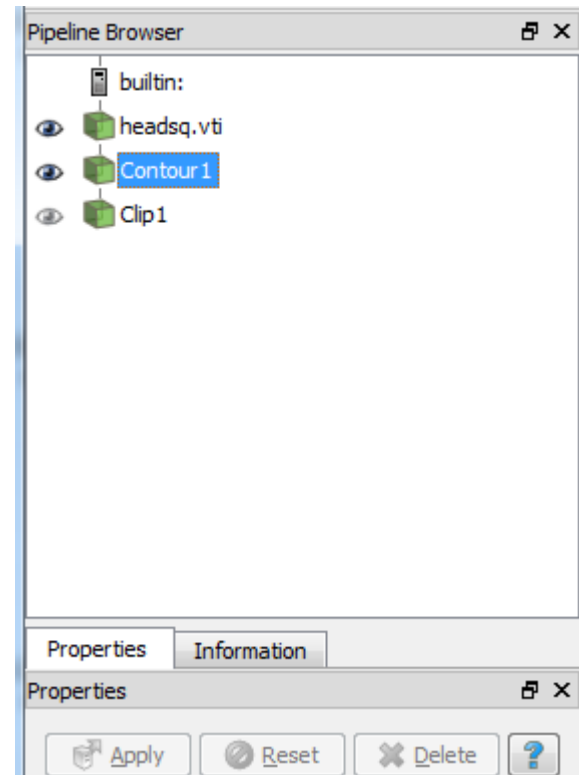 Pipeline Browser
builtin:
headsq.vti
Contour1
Clip1
Properties Information
Properties
Apply Reset Delete ?